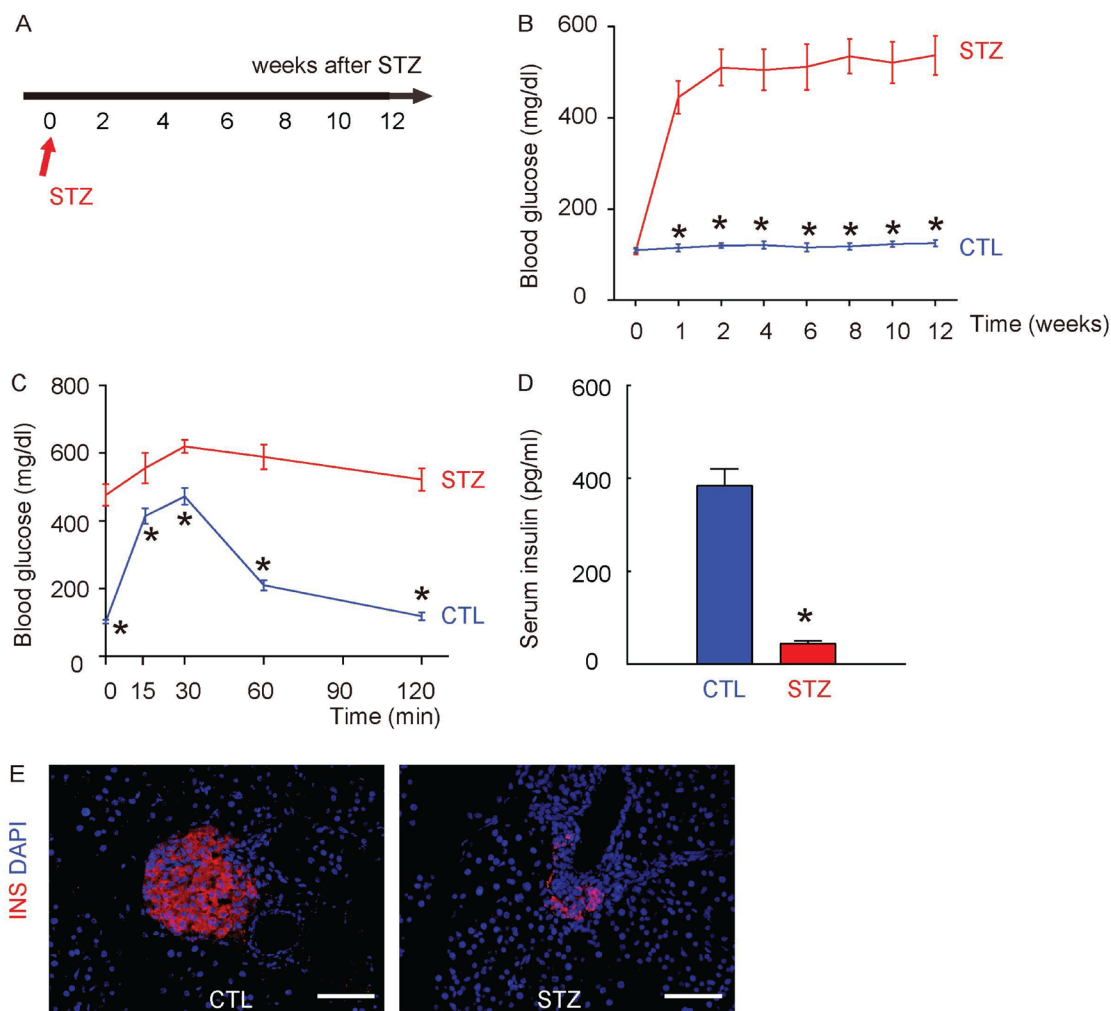 A
weeks after STZ
0 2 4 6 8 10 12
STZ
B
600
400
200
0
Blood glucose (mg/dl)
STZ
* * * * * * *
CTL
0 1 2 4 6 8 10 12
Time (weeks)
C
800
600
400
200
0
Blood glucose (mg/dl)
STZ
* * * * *
CTL
0 15 30 60 90 120
Time (min)
D
600
400
200
0
Serum insulin (pg/ml)
*
CTL STZ
E
INS DAPI
CTL
STZ